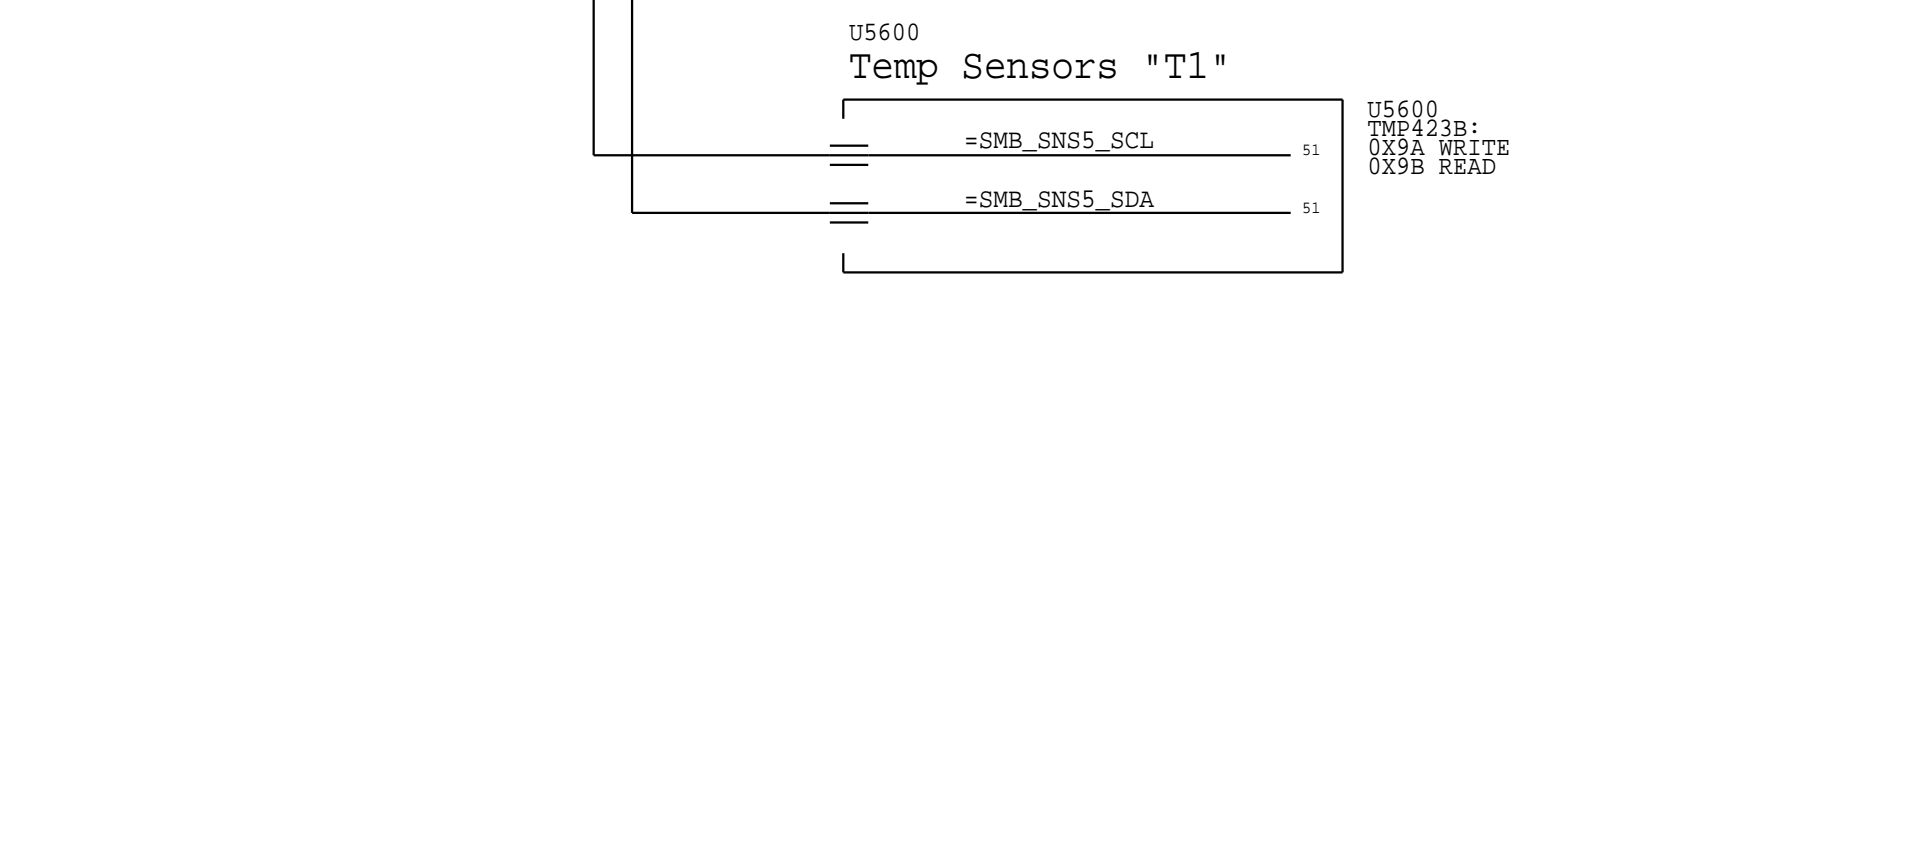 U5600
Temp Sensors "T1"
U5600
TMP423B:
0X9A WRITE
0X9B READ
=SMB_SNS5_SCL 51
=SMB_SNS5_SDA 51